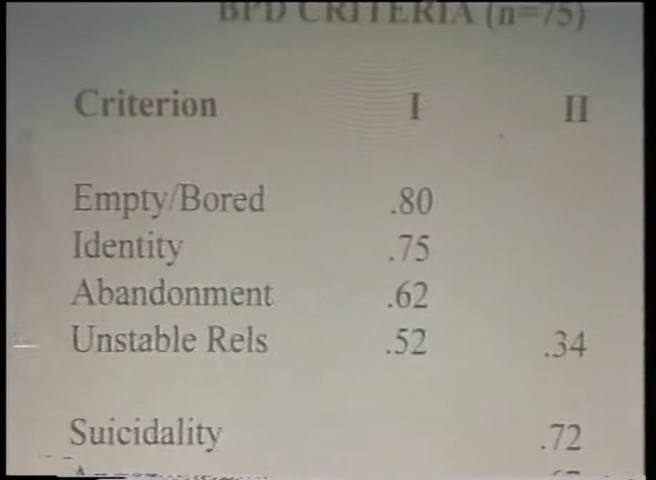 BPD CRITERIA (n=75)
Criterion I II
Empty/Bored .80
Identity .75
Abandonment .62
Unstable Rels .52 .34
Suicidality .72